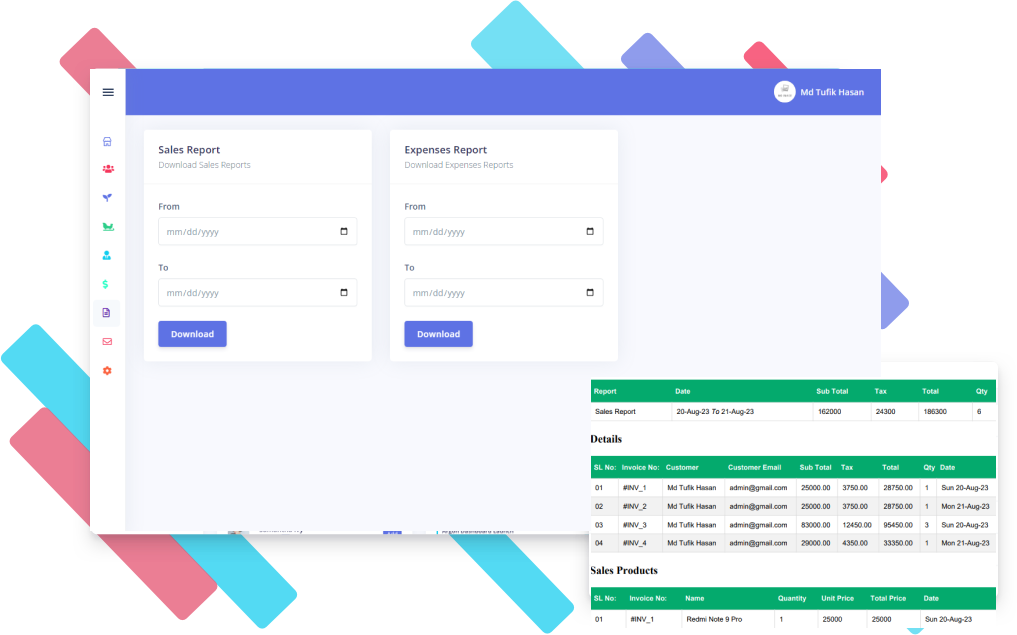 Md Tufik Hasan
Sales Report
Download Sales Reports
From
mm/dd/yyyy
To
mm/dd/yyyy
Download
Expenses Report
Download Expenses Reports
From
mm/dd/yyyy
To
mm/dd/yyyy
Download
Report Date Sub Total Tax Total Qty
Sales Report 20-Aug-23 To 21-Aug-23 162000 24300 186300 6
Details
SL No: Invoice No: Customer Customer Email Sub Total Tax Total Qty Date
01 #INV_1 Md Tufik Hasan admin@gmail.com 25000.00 3750.00 28750.00 1 Sun 20-Aug-23
02 #INV_2 Md Tufik Hasan admin@gmail.com 25000.00 3750.00 28750.00 1 Mon 21-Aug-23
03 #INV_3 Md Tufik Hasan admin@gmail.com 83000.00 12450.00 95450.00 3 Sun 20-Aug-23
04 #INV_4 Md Tufik Hasan admin@gmail.com 29000.00 4350.00 33350.00 1 Mon 21-Aug-23
Sales Products
SL No: Invoice No: Name Quantity Unit Price Total Price Date
01 #INV_1 Redmi Note 9 Pro 1 25000 25000 Sun 20-Aug-23